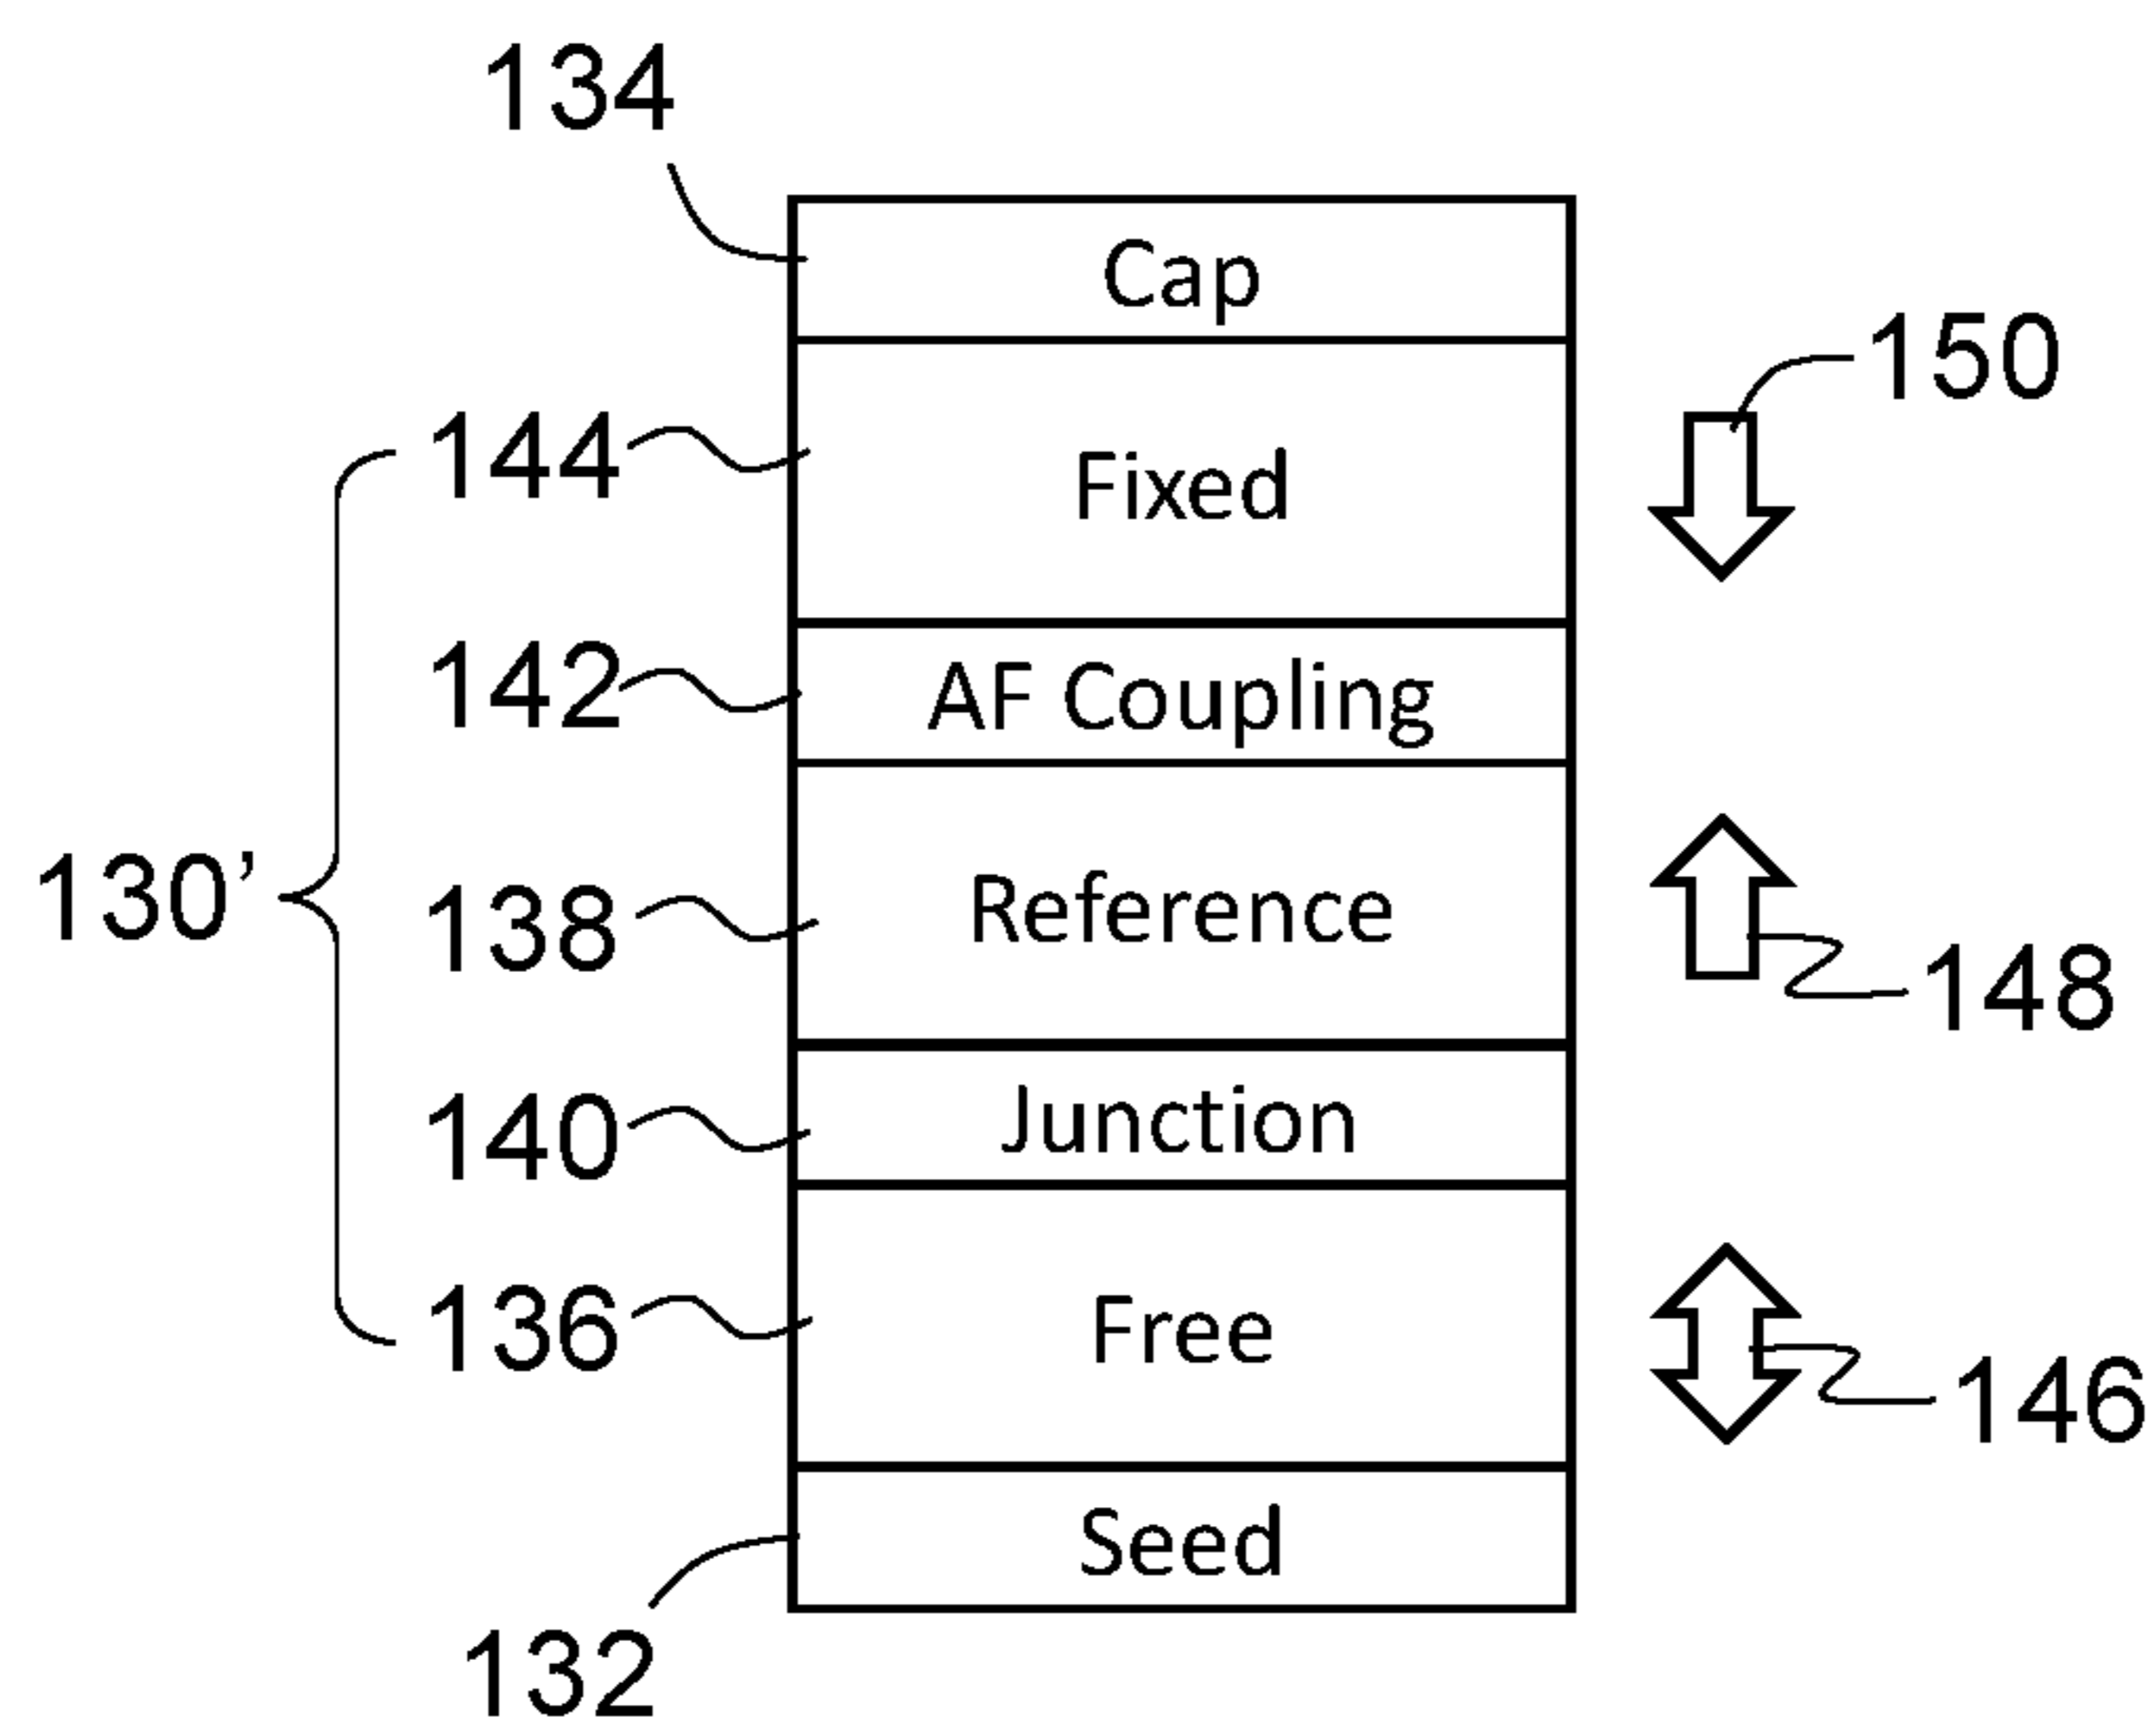 134
Cap
150
144
Fixed
142
AF Coupling
130’
138
Reference
148
140
Junction
136
Free
146
Seed
132